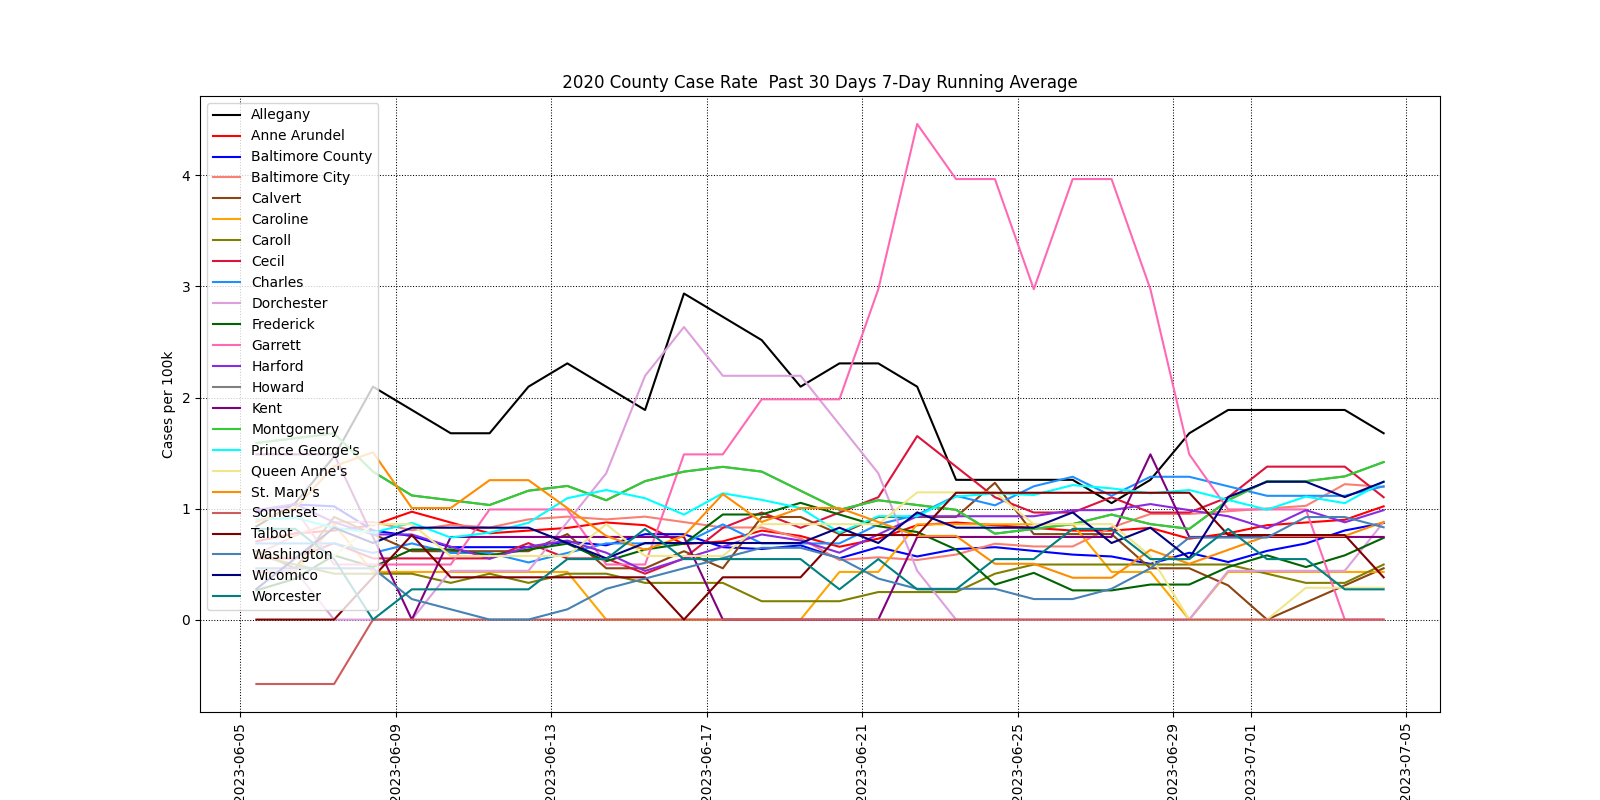 2020 County Case Rate  Past 30 Days 7-Day Running Average
Cases per 100k
4
3
2
1
0
Allegany
Anne Arundel
Baltimore County
Baltimore City
Calvert
Caroline
Caroll
Cecil
Charles
Dorchester
Frederick
Garrett
Harford
Howard
Kent
Montgomery
Prince George's
Queen Anne's
St. Mary's
Somerset
Talbot
Washington
Wicomico
Worcester
2023-06-05
2023-06-09
2023-06-13
2023-06-17
2023-06-21
2023-06-25
2023-06-29
2023-07-01
2023-07-05